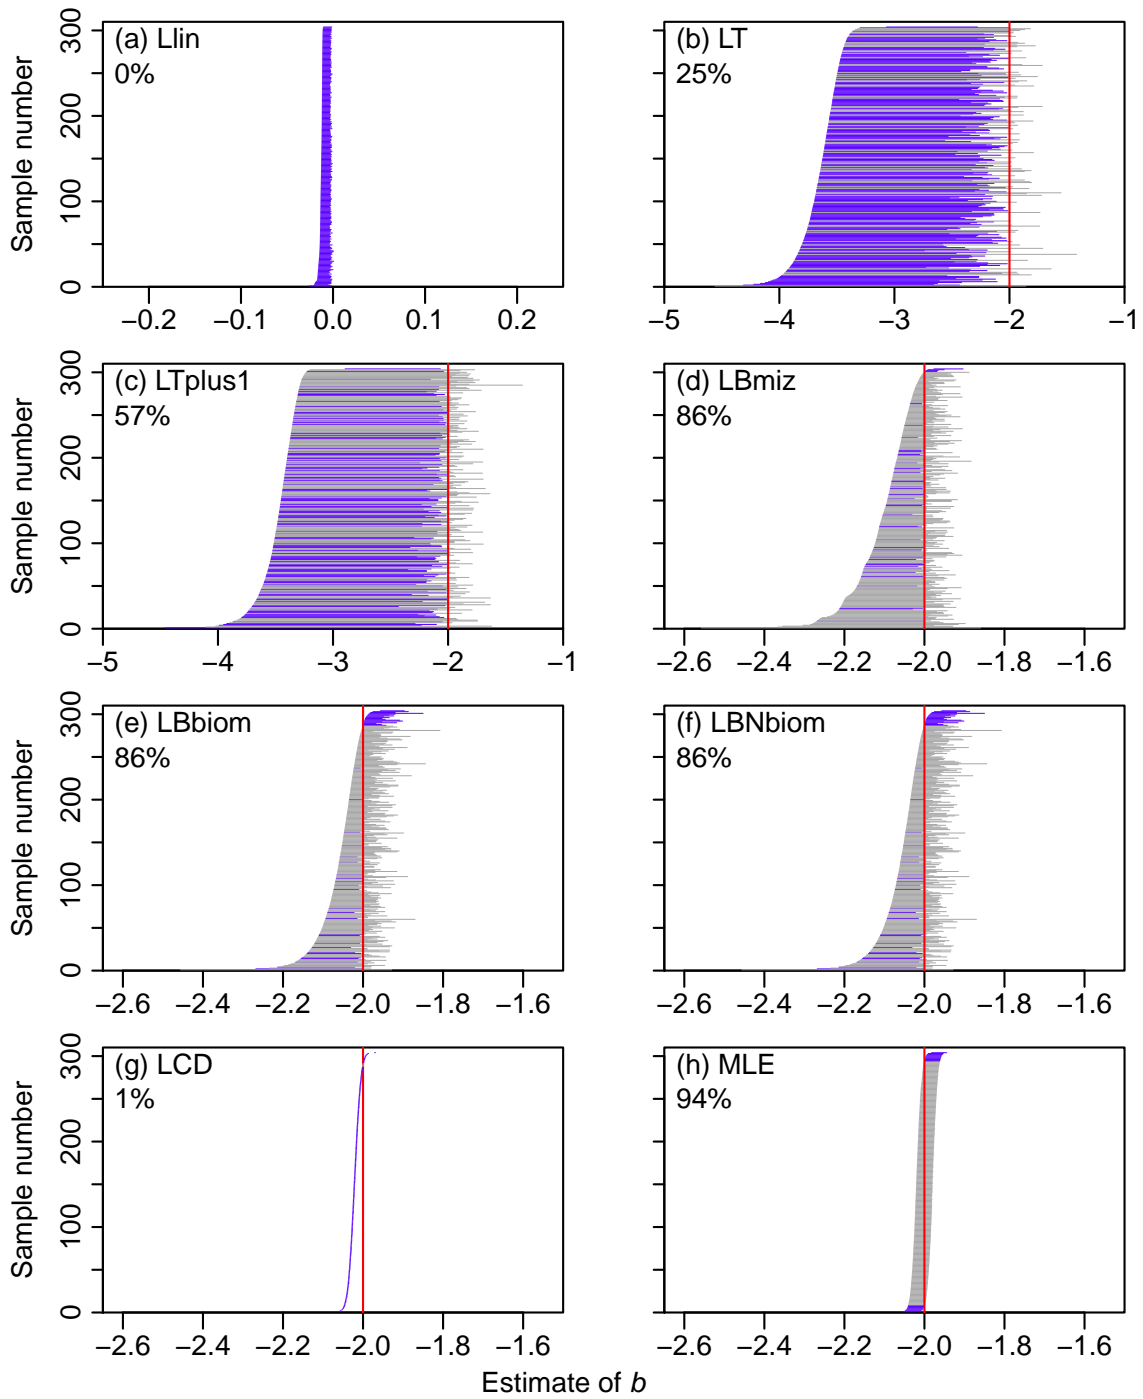 (a) Llin
0%
Sample number
0 100 200 300
−0.2 −0.1 0.0 0.1 0.2
(b) LT
25%
−5 −4 −3 −2 −1
(c) LTplus1
57%
Sample number
0 100 200 300
−5 −4 −3 −2 −1
(d) LBmiz
86%
−2.6 −2.4 −2.2 −2.0 −1.8 −1.6
(e) LBbiom
86%
Sample number
0 100 200 300
−2.6 −2.4 −2.2 −2.0 −1.8 −1.6
(f) LBNbiom
86%
−2.6 −2.4 −2.2 −2.0 −1.8 −1.6
(g) LCD
1%
Sample number
0 100 200 300
−2.6 −2.4 −2.2 −2.0 −1.8 −1.6
(h) MLE
94%
−2.6 −2.4 −2.2 −2.0 −1.8 −1.6
Estimate of b